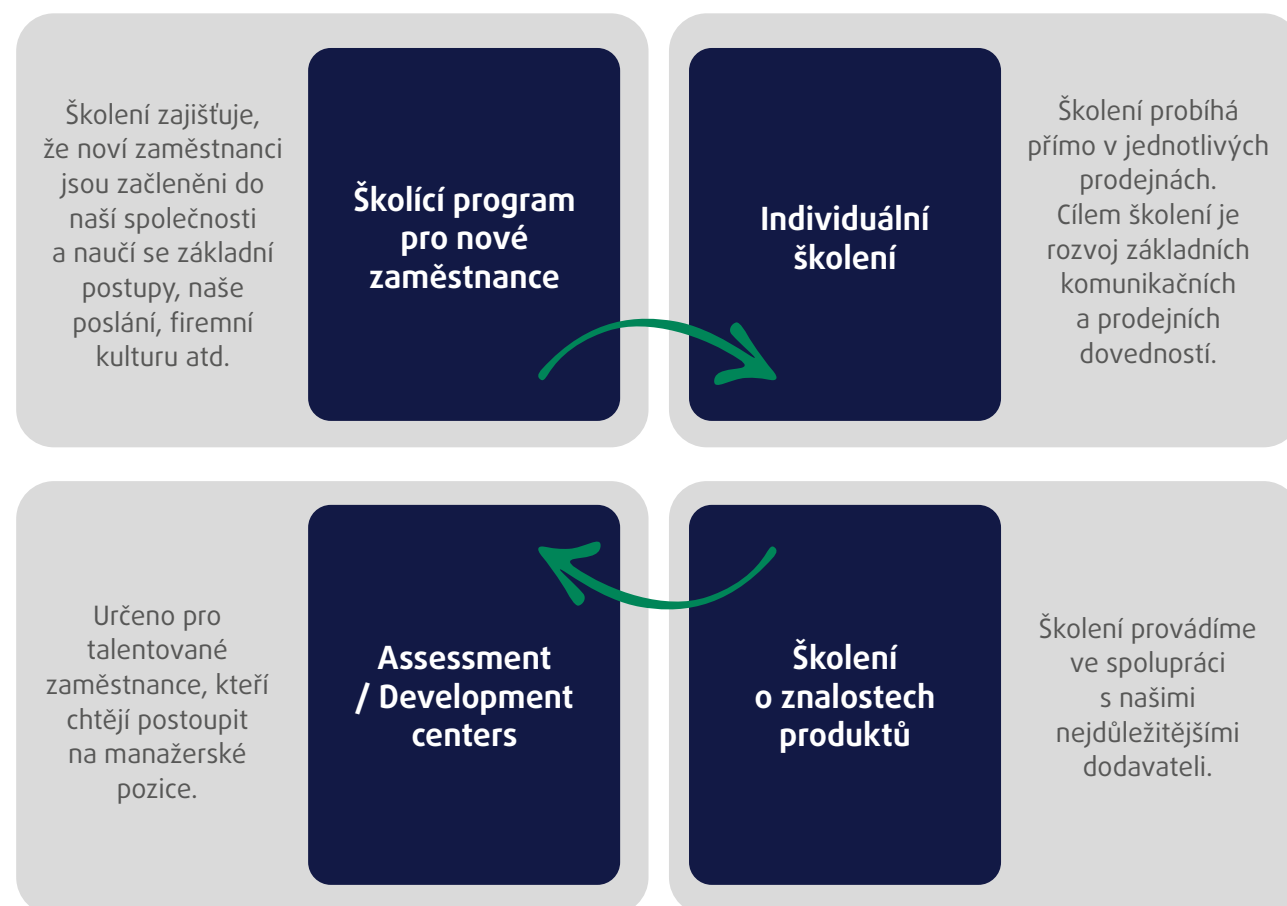 Školení zajišťuje,
že noví zaměstnanci
jsou začleněni do
naší společnosti
a naučí se základní
postupy, naše
poslání, firemní
kulturu atd.
Školící program
pro nové
zaměstnance
Individuální
školení
Školení probíhá
přímo v jednotlivých
prodejnách.
Cílem školení je
rozvoj základních
komunikačních
a prodejních
dovedností.
Určeno pro
talentované
zaměstnance, kteří
chtějí postoupit
na manažerské
pozice.
Assessment
/ Development
centers
Školení
o znalostech
produktů
Školení provádíme
ve spolupráci
s našimi
nejdůležitějšími
dodavateli.